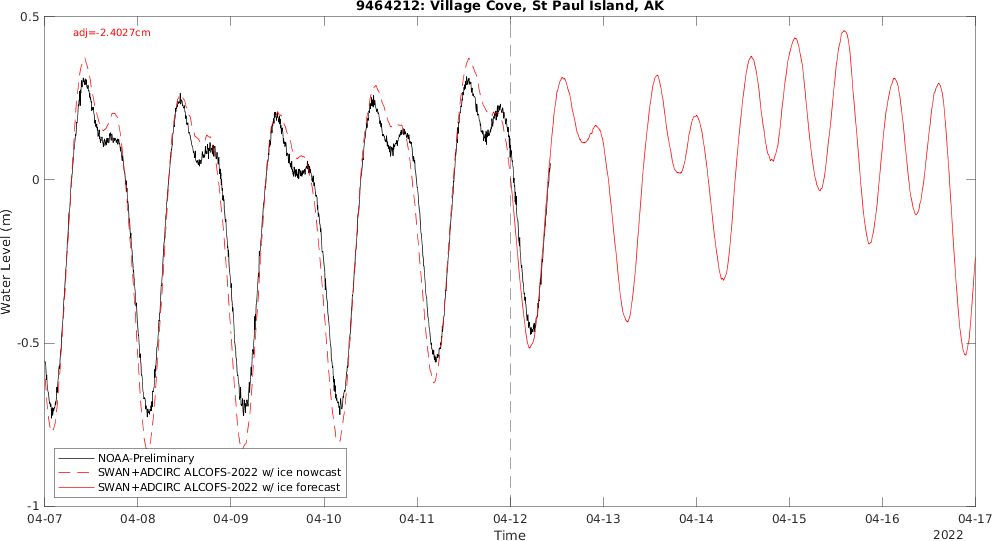 9464212: Village Cove, St Paul Island, AK
adj=-2.4027cm
0.5
0
-0.5
-1
Water Level (m)
NOAA-Preliminary
SWAN+ADCIRC ALCOFS-2022 w/ ice nowcast
SWAN+ADCIRC ALCOFS-2022 w/ ice forecast
04-07 04-08 04-09 04-10 04-11 04-12 04-13 04-14 04-15 04-16 04-17
Time
2022